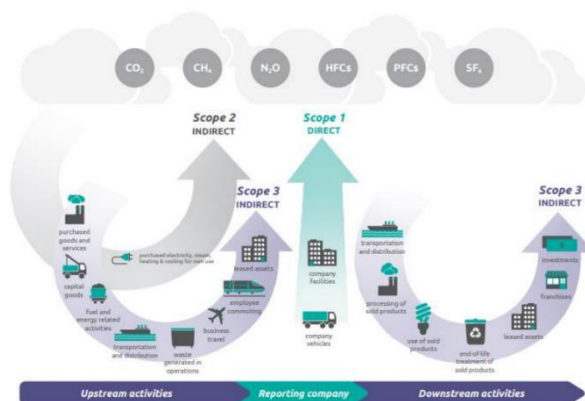 CO₂
CH₄
N₂O
HFCs
PFCs
SF₆
Scope 2
INDIRECT
Scope 1
DIRECT
Scope 3
INDIRECT
Scope 3
INDIRECT
purchased
goods and
services
capital
goods
fuel and
energy related
activities
transportation
and distribution
waste
generated in
operations
business
travel
employee
commuting
leased assets
purchased electricity, steam,
heating & cooling for own use
company
facilities
company
vehicles
transportation
and distribution
processing of
sold products
use of sold
products
end-of-life
treatment of
sold products
leased assets
franchises
investments
Upstream activities
Reporting company
Downstream activities